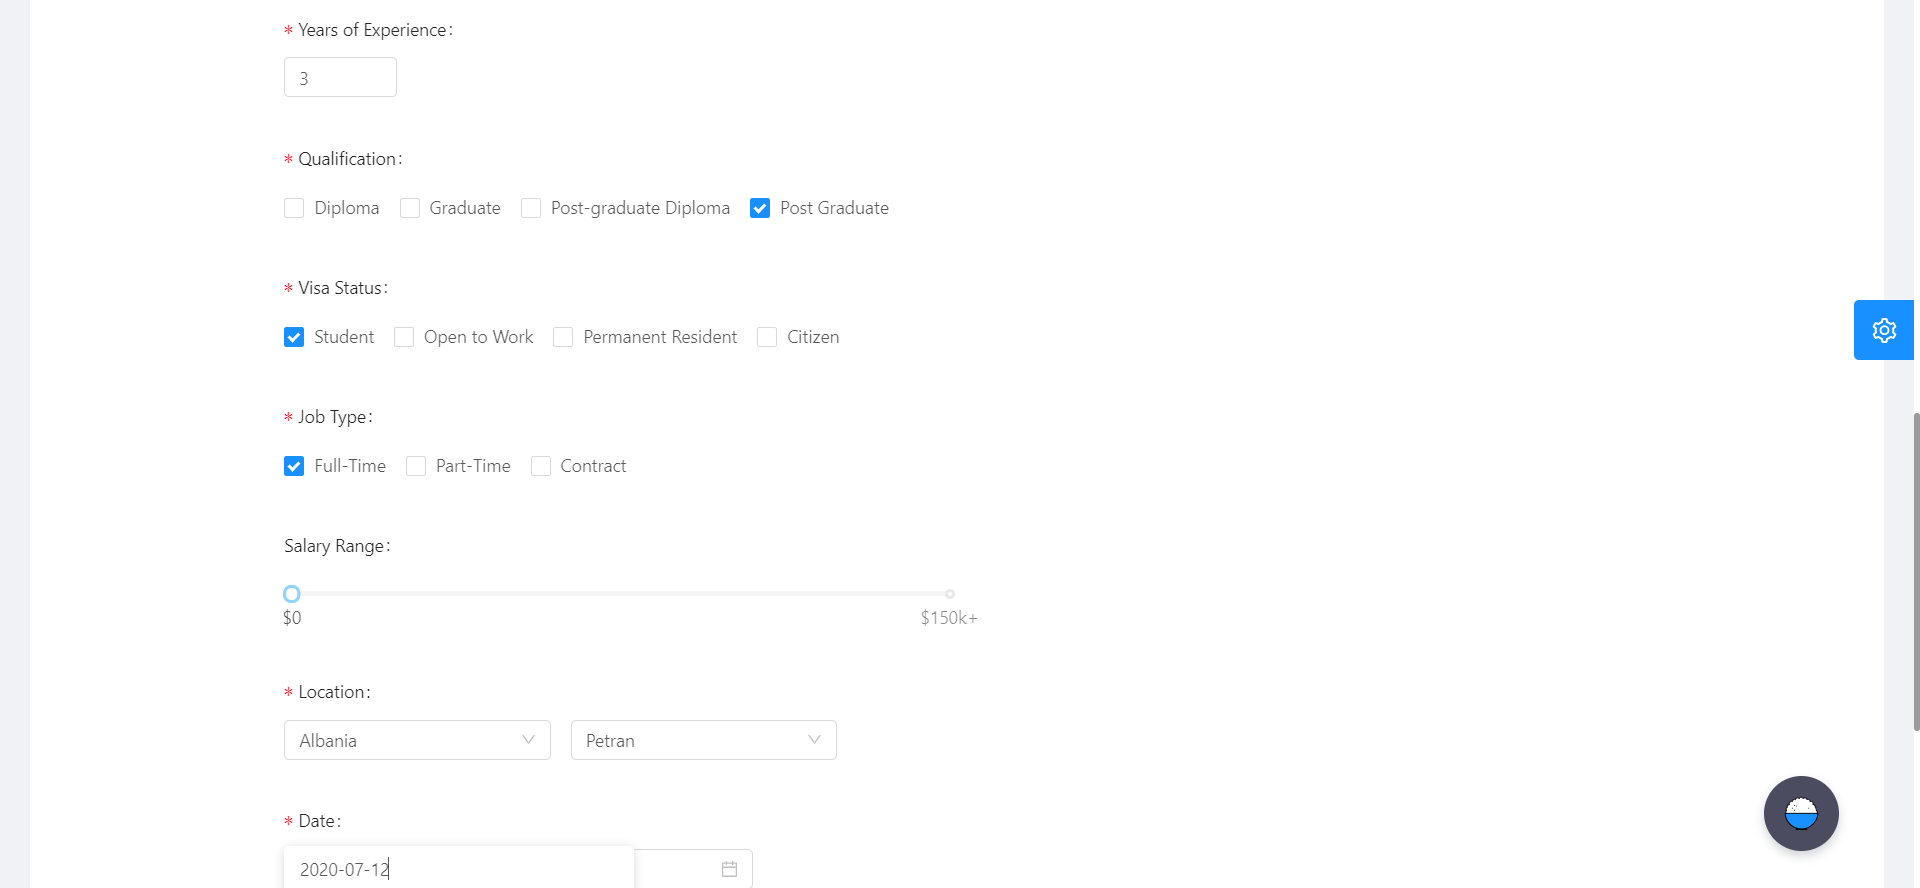 * Years of Experience:
3
* Qualification:
Diploma Graduate Post-graduate Diploma Post Graduate
* Visa Status:
Student Open to Work Permanent Resident Citizen
* Job Type:
Full-Time Part-Time Contract
Salary Range:
$0 $150k+
* Location:
Albania Petran
* Date:
2020-07-12